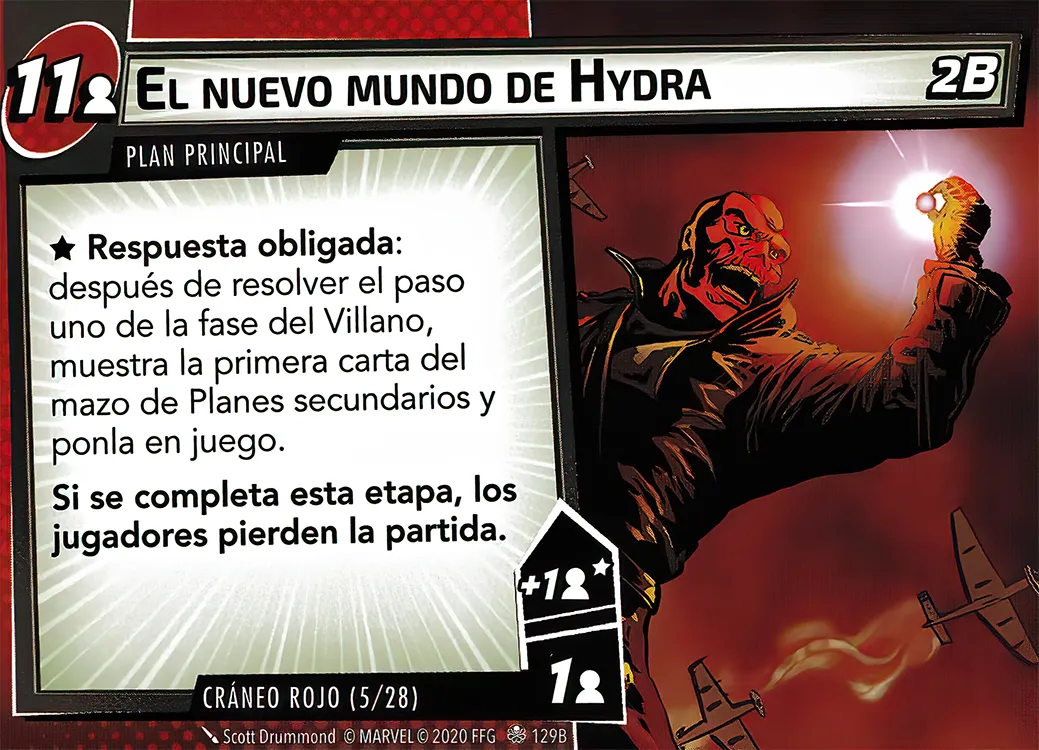 11
El nuevo mundo de Hydra
2B
PLAN PRINCIPAL
★ Respuesta obligada:
después de resolver el paso
uno de la fase del Villano,
muestra la primera carta del
mazo de Planes secundarios y
ponla en juego.
Si se completa esta etapa, los
jugadores pierden la partida.
+1★
1
CRÁNEO ROJO (5/28)
Scott Drummond © MARVEL © 2020 FFG 129B